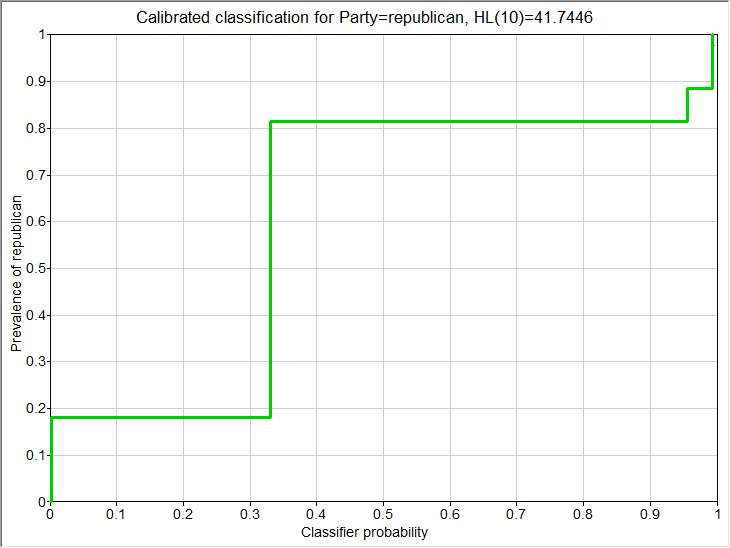 Calibrated classification for Party=republican, HL(10)=41.7446
Prevalence of republican
1
0.9
0.8
0.7
0.6
0.5
0.4
0.3
0.2
0.1
0
0 0.1 0.2 0.3 0.4 0.5 0.6 0.7 0.8 0.9 1
Classifier probability